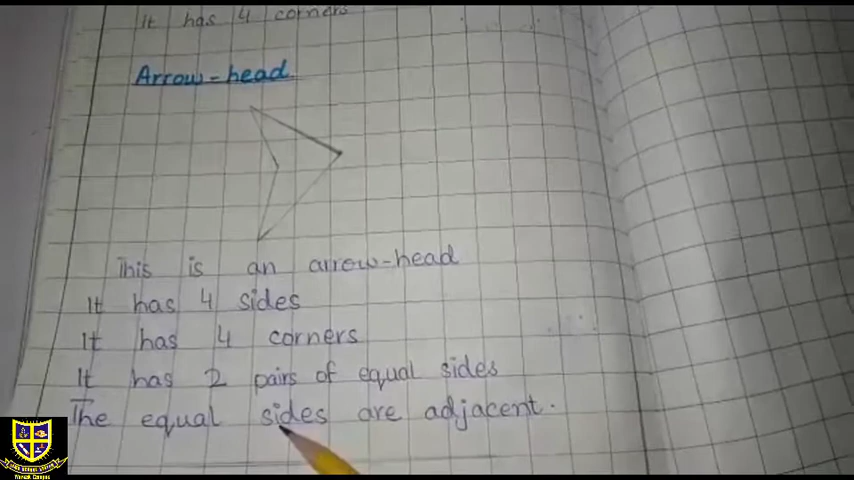 It has 4 corners
Arrow-head
This is an arrow-head
It has 4 sides
It has 4 corners
It has 2 pairs of equal sides
The equal sides are adjacent.